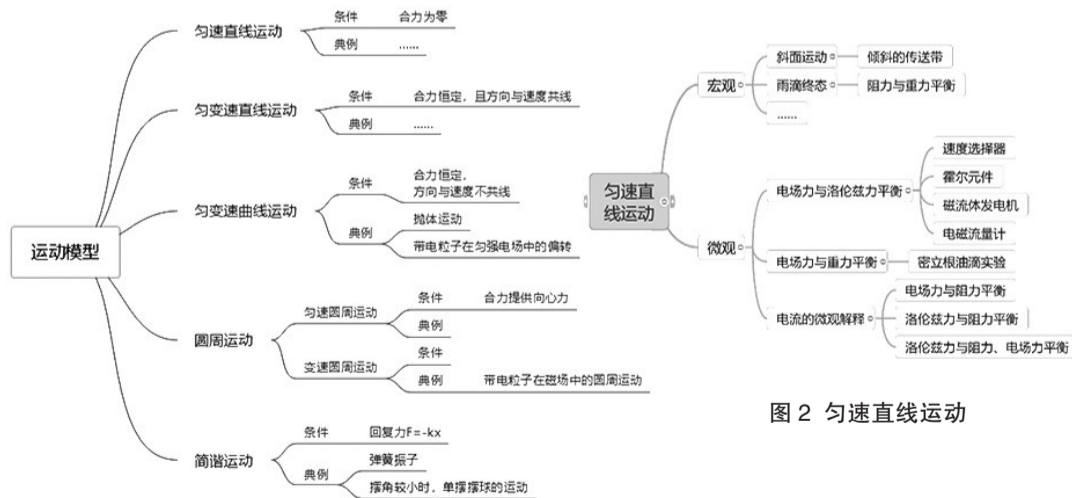 运动模型
匀速直线运动
条件 合力为零
典例 ……
匀变速直线运动
条件 合力恒定，且方向与速度共线
典例 ……
匀变速曲线运动
条件 合力恒定，
方向与速度不共线
典例 抛体运动
带电粒子在匀强电场中的偏转
圆周运动
匀速圆周运动
条件 合力提供向心力
典例
变速圆周运动
条件
典例 带电粒子在磁场中的圆周运动
简谐运动
条件 回复力F=-kx
典例 弹簧振子
摆角较小时，单摆摆球的运动
匀速直
线运动
宏观
斜面运动 倾斜的传送带
雨滴终态 阻力与重力平衡
……
微观
电场力与洛伦兹力平衡
速度选择器
霍尔元件
磁流体发电机
电磁流量计
电场力与重力平衡 密立根油滴实验
电流的微观解释
电场力与阻力平衡
洛伦兹力与阻力平衡
洛伦兹力与阻力、电场力平衡
图 2 匀速直线运动